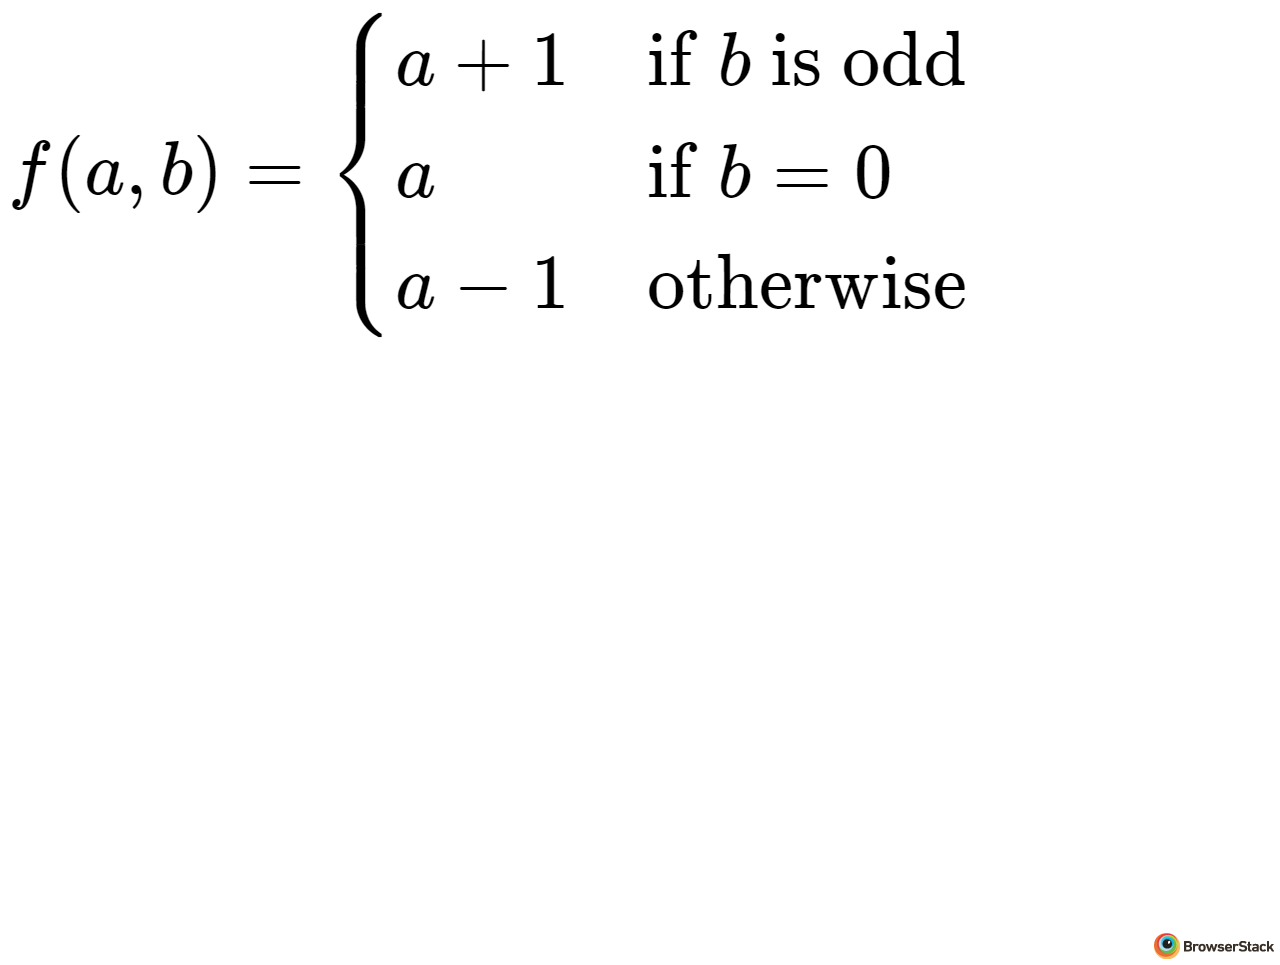 f(a, b) = { a + 1 if b is odd
a if b = 0
a − 1 otherwise
BrowserStack